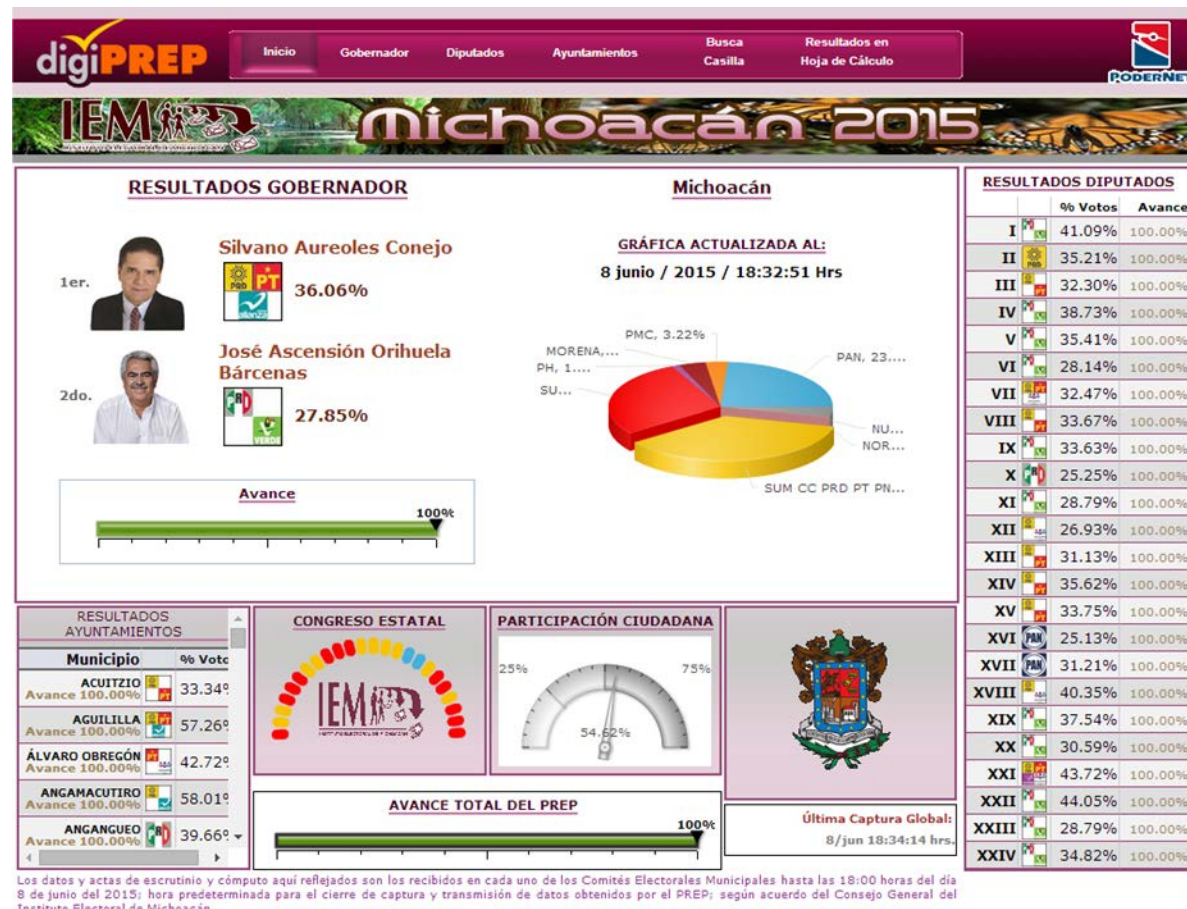 digiPREP
Inicio
Gobernador
Diputados
Ayuntamientos
Busca
Casilla
Resultados en
Hoja de Cálculo
PODERNET
IEM
Michoacán 2015
RESULTADOS GOBERNADOR
1er.
Silvano Aureoles Conejo
PRD PT
alianza
36.06%
2do.
José Ascensión Orihuela
Bárcenas
PRD
VERDE
27.85%
Avance
100%
Michoacán
GRÁFICA ACTUALIZADA AL:
8 junio / 2015 / 18:32:51 Hrs
PMC, 3.22%
MORENA,...
PH, 1....
SU...
PAN, 23....
NU...
NOR...
SUM CC PRD PT PN...
RESULTADOS DIPUTADOS
% Votos Avance
I 41.09% 100.00%
II PRD 35.21% 100.00%
III 32.30% 100.00%
IV 38.73% 100.00%
V 35.41% 100.00%
VI 28.14% 100.00%
VII 32.47% 100.00%
VIII 33.67% 100.00%
IX 33.63% 100.00%
X 25.25% 100.00%
XI 28.79% 100.00%
XII 26.93% 100.00%
XIII 31.13% 100.00%
XIV 35.62% 100.00%
XV 33.75% 100.00%
XVI PAN 25.13% 100.00%
XVII PAN 31.21% 100.00%
XVIII 40.35% 100.00%
XIX 37.54% 100.00%
XX 30.59% 100.00%
XXI 43.72% 100.00%
XXII 44.05% 100.00%
XXIII 28.79% 100.00%
XXIV 34.82% 100.00%
RESULTADOS
AYUNTAMIENTOS
Municipio % Voto
ACUITZIO
Avance 100.00% 33.34%
AGUILILLA
Avance 100.00% 57.26%
ÁLVARO OBREGÓN
Avance 100.00% 42.72%
ANGAMACUTIRO
Avance 100.00% 58.01%
ANGANGUEO
Avance 100.00% 39.66%
CONGRESO ESTATAL
IEM
PARTICIPACIÓN CIUDADANA
25% 75%
54.62%
AVANCE TOTAL DEL PREP
100%
Última Captura Global:
8/jun 18:34:14 hrs.
Los datos y actas de escrutinio y cómputo aquí reflejados son los recibidos en cada uno de los Comités Electorales Municipales hasta las 18:00 horas del día
8 de junio del 2015; hora predeterminada para el cierre de captura y transmisión de datos obtenidos por el PREP; según acuerdo del Consejo General del
Instituto Electoral de Michoacán